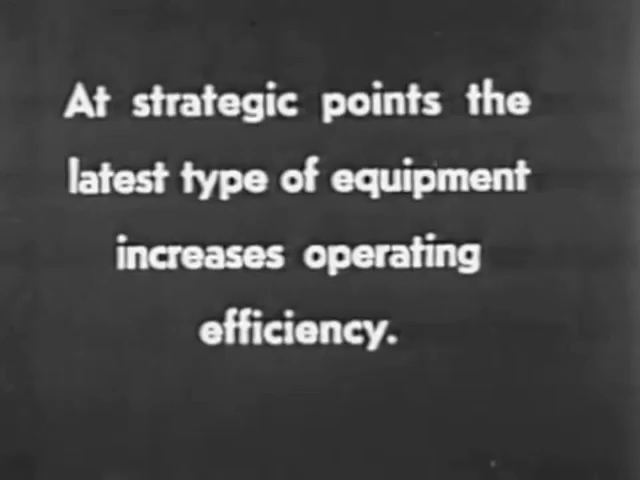 At strategic points the
latest type of equipment
increases operating
efficiency.